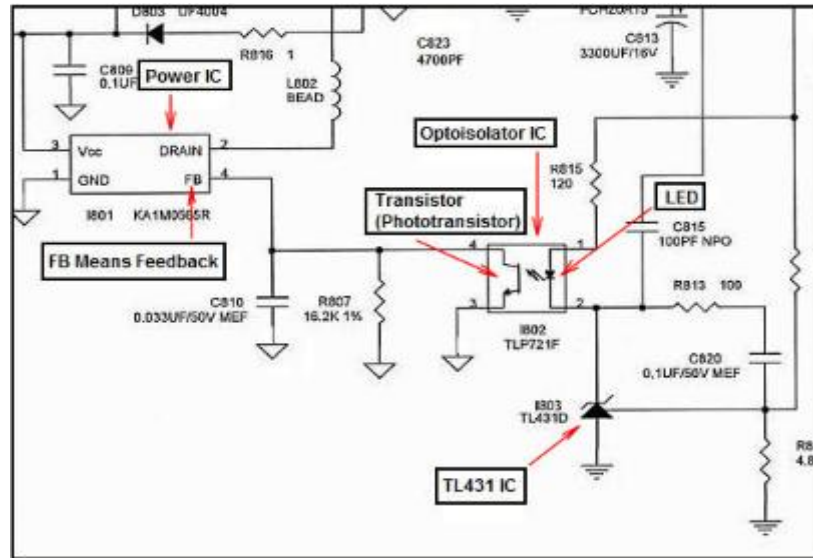 D803
UF4004
R816
1
C809
0.1UF
Power IC
L802
BEAD
C823
4700PF
C813
3300UF/16V
Optoisolator IC
3
Vcc
DRAIN
2
1
GND
FB
4
I801
KA1M0565R
R815
120
Transistor
(Phototransistor)
LED
C815
100PF NPO
FB Means Feedback
4
1
3
2
R813
100
C810
0.033UF/50V MEF
R807
16.2K 1%
I802
TLP721F
C820
0,1UF/50V MEF
I803
TL431D
TL431 IC